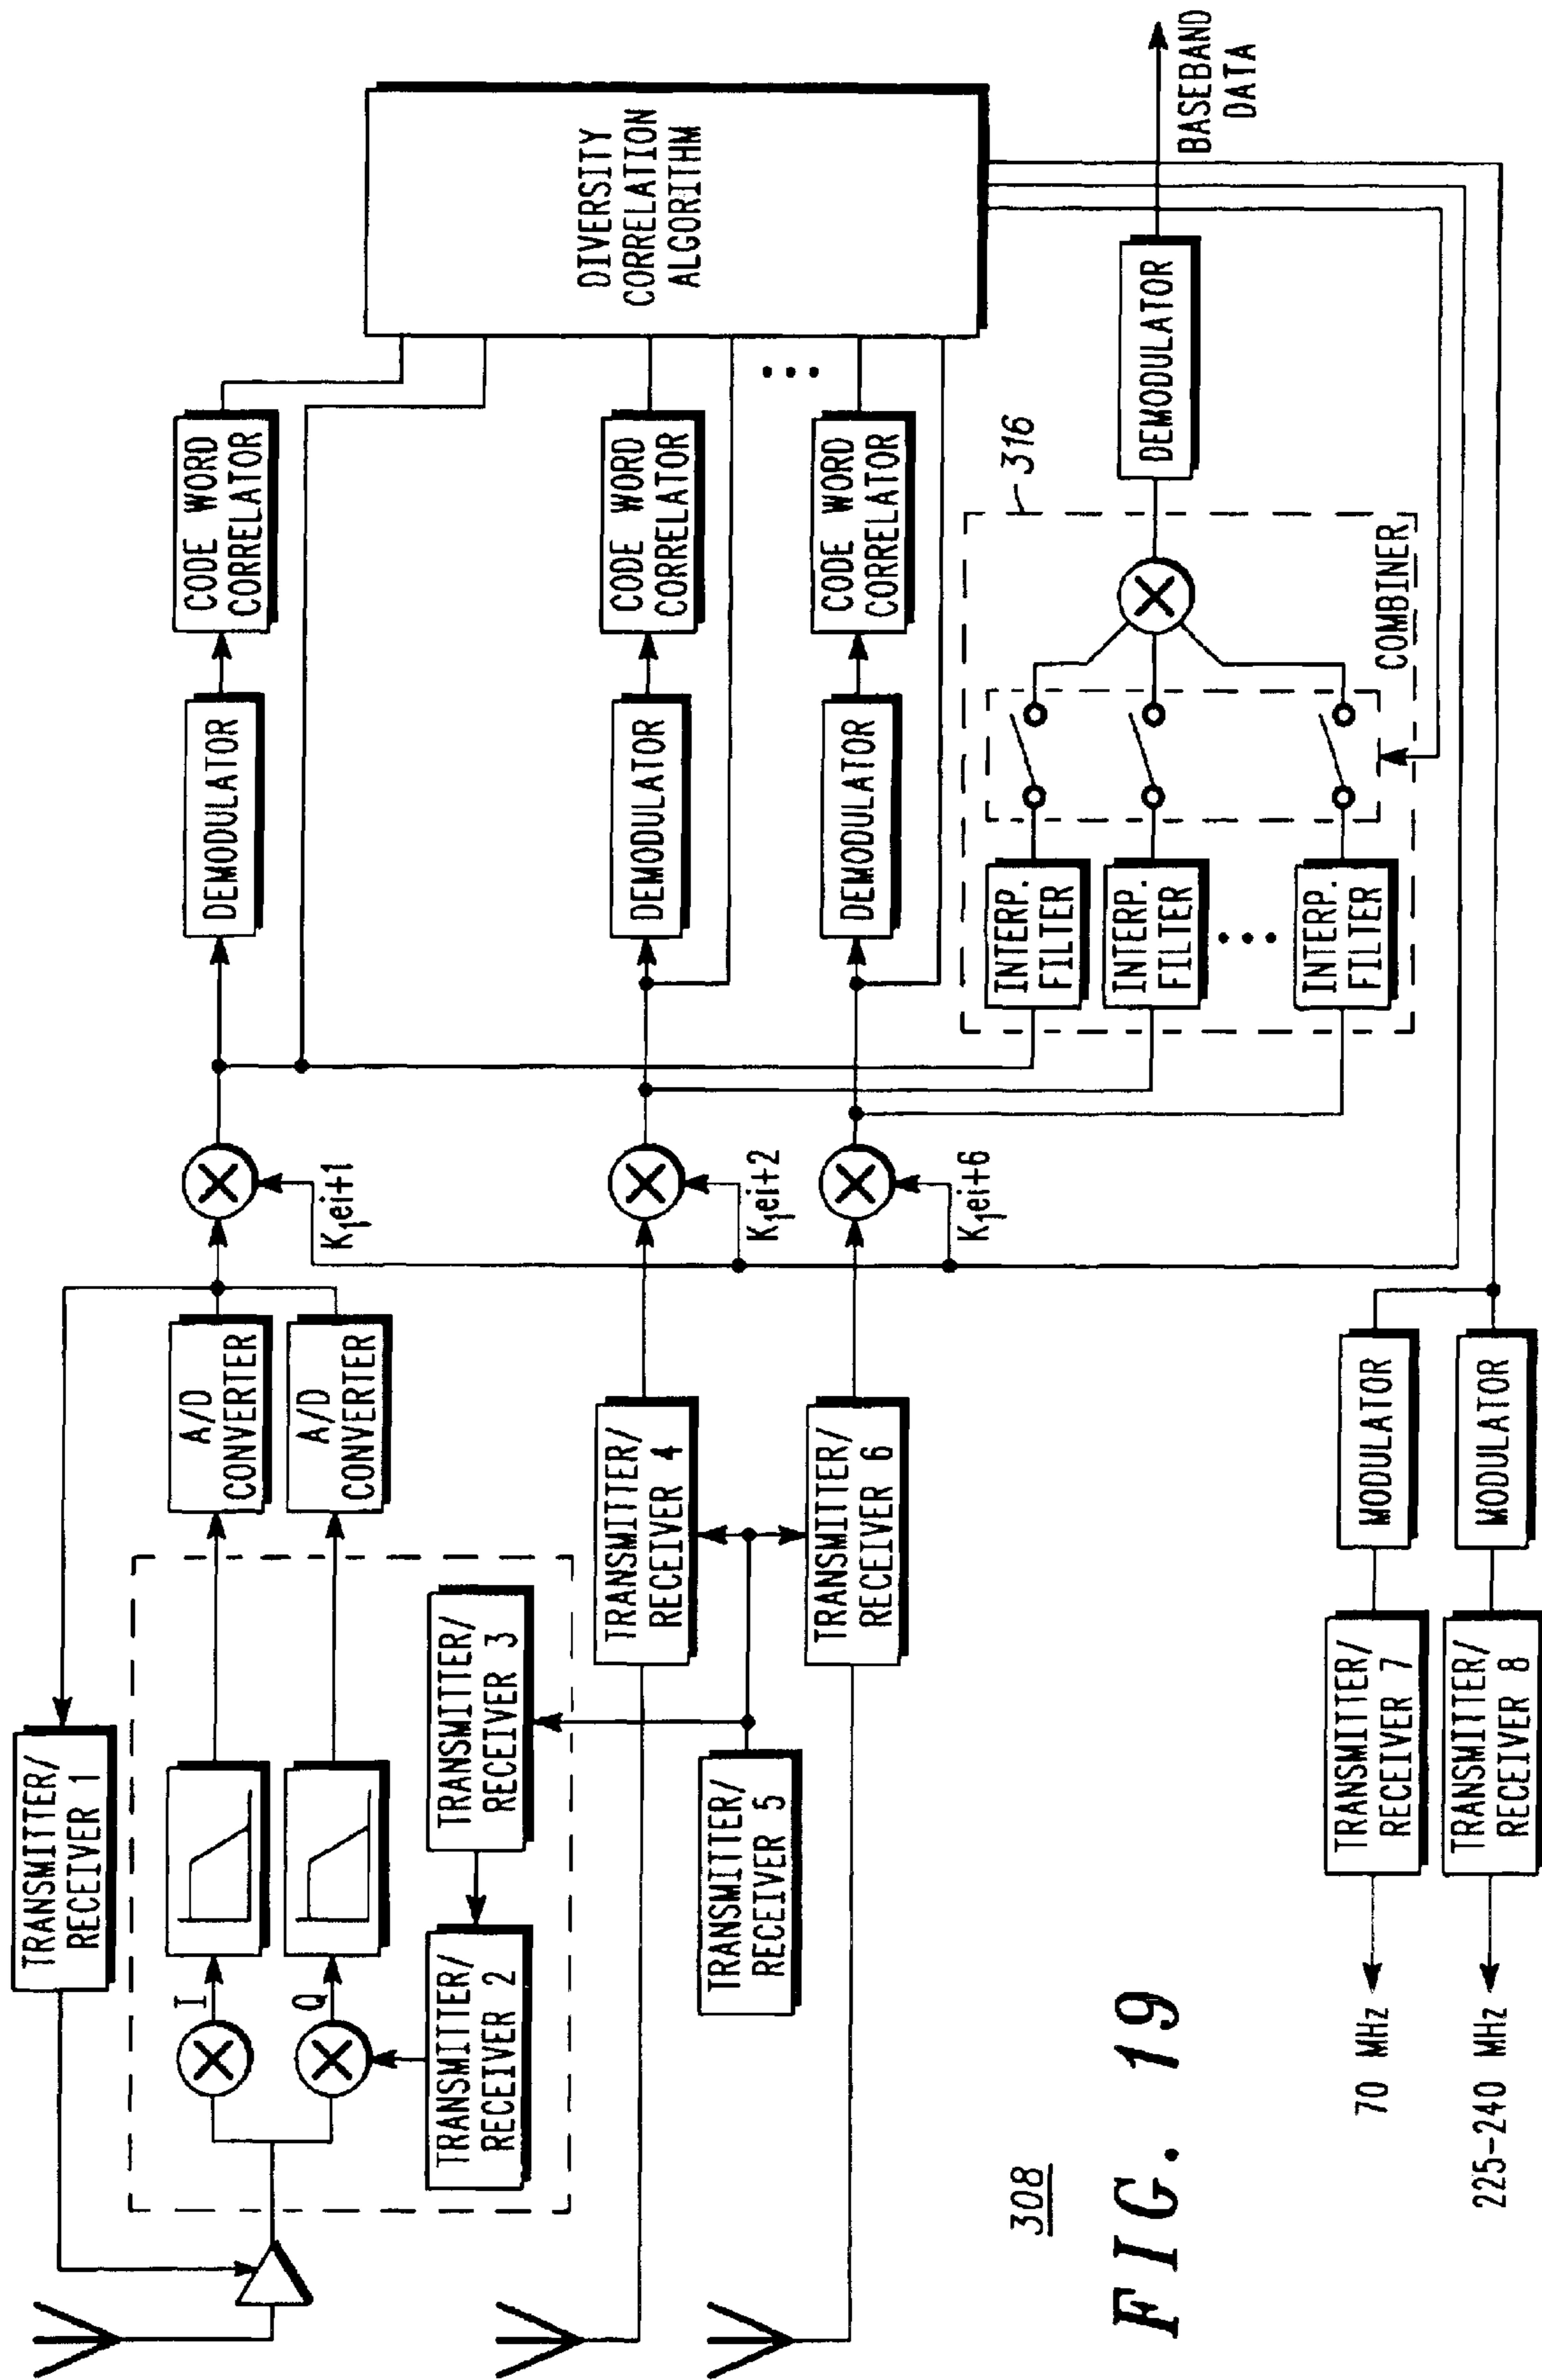 TRANSMITTER/
RECEIVER 1
I
Q
TRANSMITTER/
RECEIVER 2
TRANSMITTER/
RECEIVER 3
A/D
CONVERTER
A/D
CONVERTER
K1ei+1
DEMODULATOR
CODE WORD
CORRELATOR
DIVERSITY
CORRELATION
ALGORITHM
TRANSMITTER/
RECEIVER 4
K1ei+2
DEMODULATOR
CODE WORD
CORRELATOR
TRANSMITTER/
RECEIVER 5
TRANSMITTER/
RECEIVER 6
K1ei+6
DEMODULATOR
CODE WORD
CORRELATOR
...
INTERP.
FILTER
INTERP.
FILTER
...
INTERP.
FILTER
COMBINER
316
DEMODULATOR
BASEBAND
DATA
308
FIG. 19
70 MHz
TRANSMITTER/
RECEIVER 7
MODULATOR
225-240 MHz
TRANSMITTER/
RECEIVER 8
MODULATOR